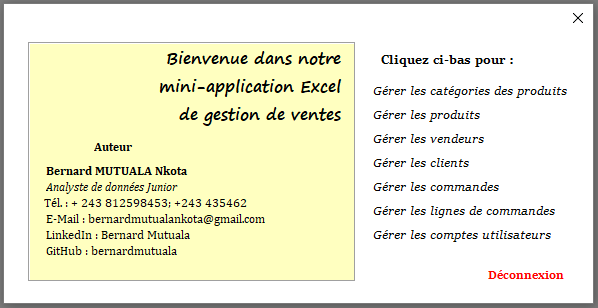 Bienvenue dans notre
mini-application Excel
de gestion de ventes
Auteur
Bernard MUTUALA Nkota
Analyste de données Junior
Tél. : + 243 812598453; +243 435462
E-Mail : bernardmutualankota@gmail.com
LinkedIn : Bernard Mutuala
GitHub : bernardmutuala
Cliquez ci-bas pour :
Gérer les catégories des produits
Gérer les produits
Gérer les vendeurs
Gérer les clients
Gérer les commandes
Gérer les lignes de commandes
Gérer les comptes utilisateurs
Déconnexion